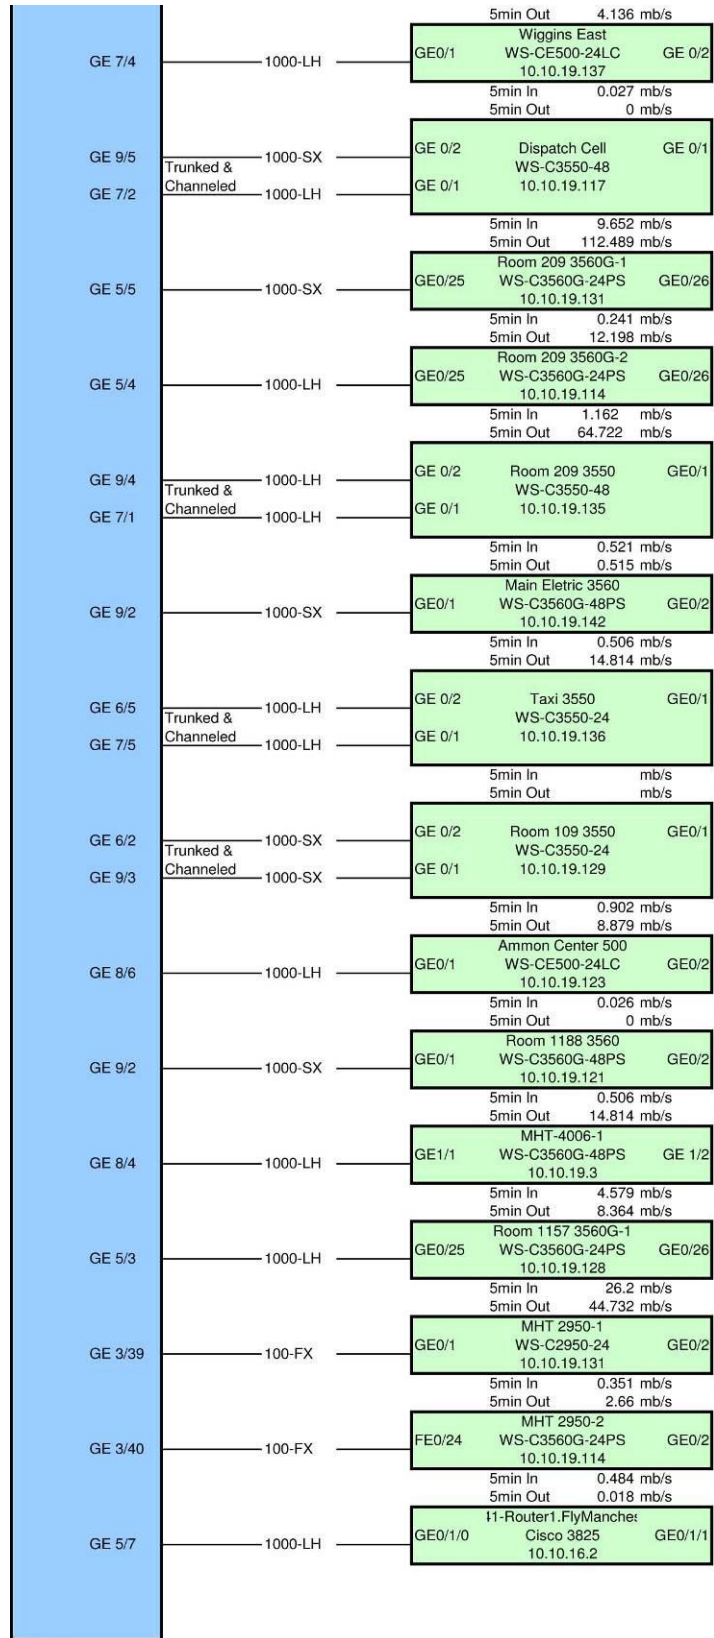 5min Out 4.136 mb/s
Wiggins East
GE 7/4 1000-LH GE0/1 WS-CE500-24LC GE 0/2
10.10.19.137
5min In 0.027 mb/s
5min Out 0 mb/s
GE 9/5 1000-SX GE 0/2 Dispatch Cell GE 0/1
Trunked & WS-C3550-48
GE 7/2 Channeled 1000-LH GE 0/1 10.10.19.117
5min In 9.652 mb/s
5min Out 112.489 mb/s
Room 209 3560G-1
GE 5/5 1000-SX GE0/25 WS-C3560G-24PS GE0/26
10.10.19.131
5min In 0.241 mb/s
5min Out 12.198 mb/s
Room 209 3560G-2
GE 5/4 1000-LH GE0/25 WS-C3560G-24PS GE0/26
10.10.19.114
5min In 1.162 mb/s
5min Out 64.722 mb/s
GE 9/4 1000-LH GE 0/2 Room 209 3550 GE0/1
Trunked & WS-C3550-48
GE 7/1 Channeled 1000-LH GE 0/1 10.10.19.135
5min In 0.521 mb/s
5min Out 0.515 mb/s
Main Eletric 3560
GE 9/2 1000-SX GE0/1 WS-C3560G-48PS GE0/2
10.10.19.142
5min In 0.506 mb/s
5min Out 14.814 mb/s
GE 6/5 1000-LH GE 0/2 Taxi 3550 GE0/1
Trunked & WS-C3550-24
GE 7/5 Channeled 1000-LH GE 0/1 10.10.19.136
5min In mb/s
5min Out mb/s
GE 6/2 1000-SX GE 0/2 Room 109 3550 GE0/1
Trunked & WS-C3550-24
GE 9/3 Channeled 1000-SX GE 0/1 10.10.19.129
5min In 0.902 mb/s
5min Out 8.879 mb/s
Ammon Center 500
GE 8/6 1000-LH GE0/1 WS-CE500-24LC GE0/2
10.10.19.123
5min In 0.026 mb/s
5min Out 0 mb/s
Room 1188 3560
GE 9/2 1000-SX GE0/1 WS-C3560G-48PS GE0/2
10.10.19.121
5min In 0.506 mb/s
5min Out 14.814 mb/s
MHT-4006-1
GE 8/4 1000-LH GE1/1 WS-C3560G-48PS GE 1/2
10.10.19.3
5min In 4.579 mb/s
5min Out 8.364 mb/s
Room 1157 3560G-1
GE 5/3 1000-LH GE0/25 WS-C3560G-24PS GE0/26
10.10.19.128
5min In 26.2 mb/s
5min Out 44.732 mb/s
MHT 2950-1
GE 3/39 100-FX GE0/1 WS-C2950-24 GE0/2
10.10.19.131
5min In 0.351 mb/s
5min Out 2.66 mb/s
MHT 2950-2
GE 3/40 100-FX FE0/24 WS-C3560G-24PS GE0/2
10.10.19.114
5min In 0.484 mb/s
5min Out 0.018 mb/s
1-Router1.FlyManches
GE 5/7 1000-LH GE0/1/0 Cisco 3825 GE0/1/1
10.10.16.2